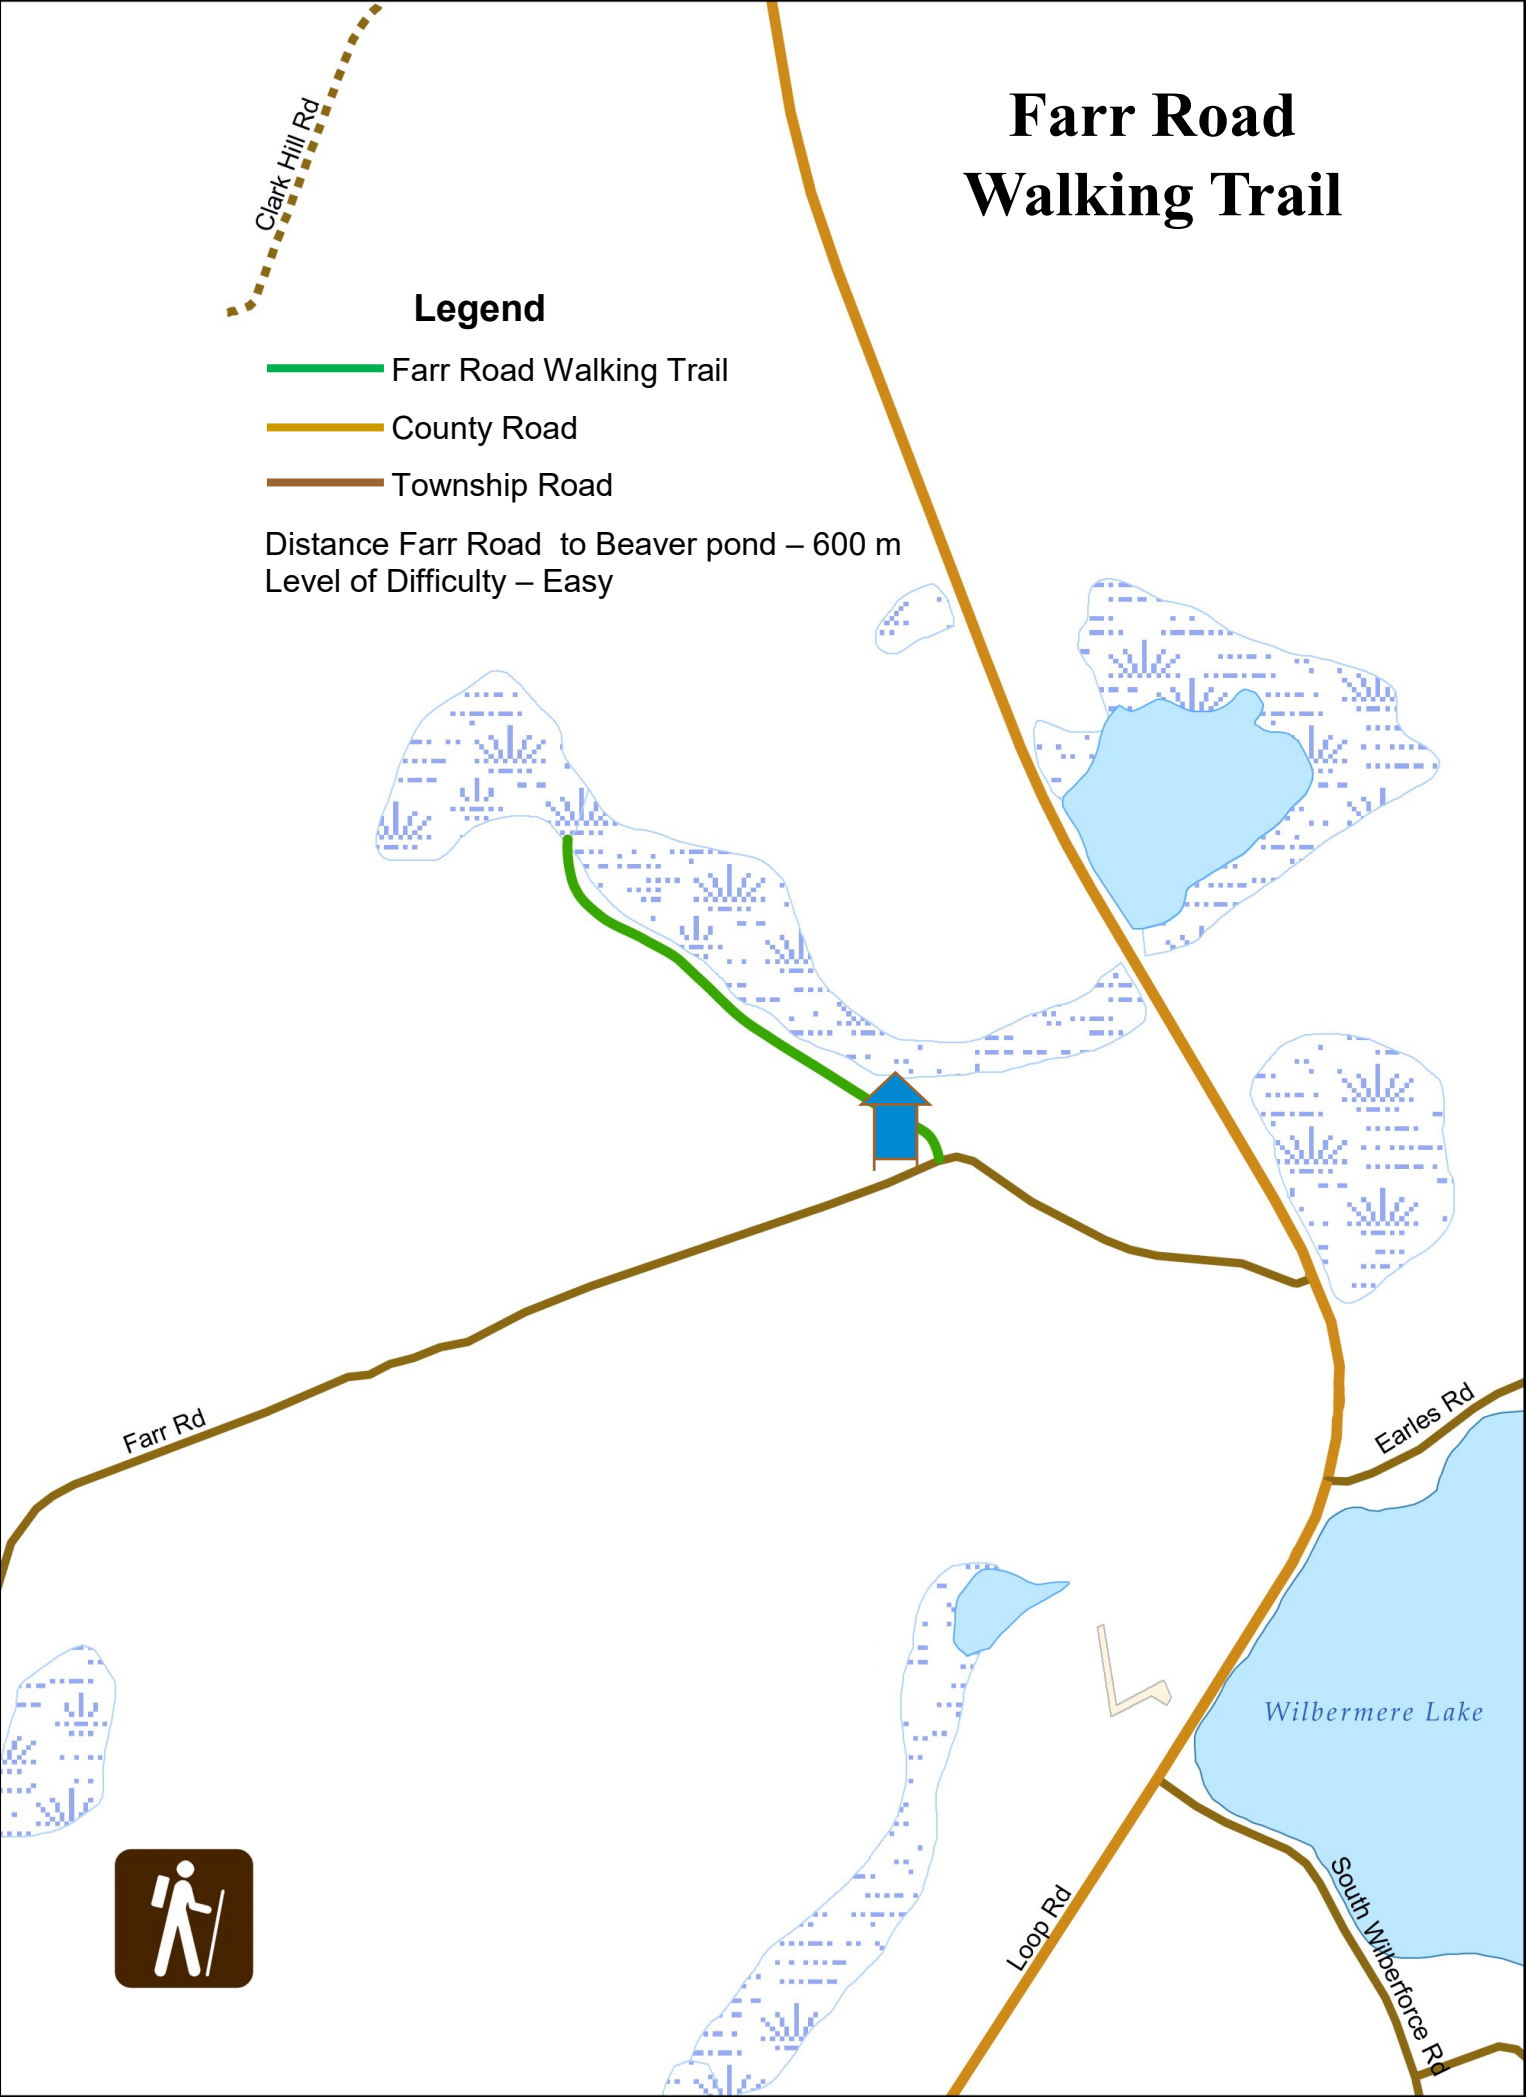 Clark Hill Rd
Farr Road
Walking Trail
Legend
Farr Road Walking Trail
County Road
Township Road
Distance Farr Road  to Beaver pond – 600 m
Level of Difficulty – Easy
Farr Rd
Earles Rd
Wilbermere Lake
Loop Rd
South Wilberforce Rd